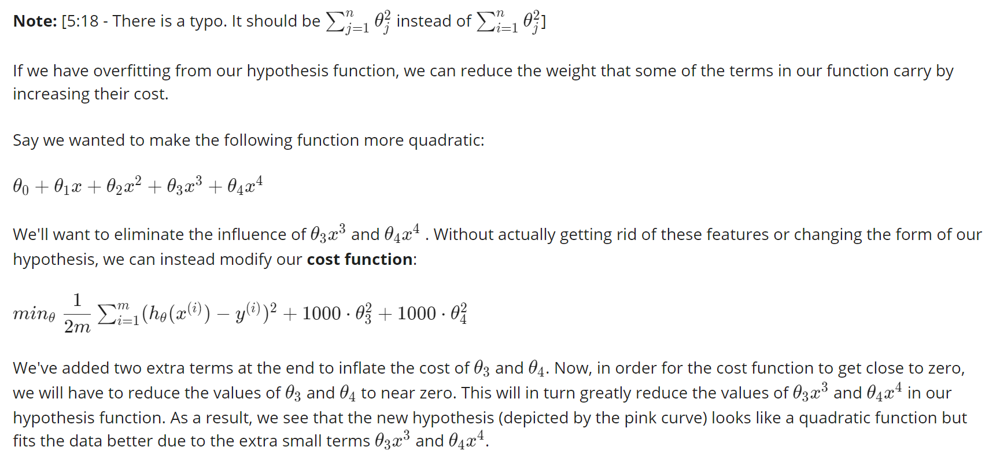 Note: [5:18 - There is a typo. It should be $\sum_{j=1}^{n} \theta_j^2$ instead of $\sum_{i=1}^{n} \theta_j^2$]
If we have overfitting from our hypothesis function, we can reduce the weight that some of the terms in our function carry by
increasing their cost.
Say we wanted to make the following function more quadratic:
$\theta_0 + \theta_1 x + \theta_2 x^2 + \theta_3 x^3 + \theta_4 x^4$
We'll want to eliminate the influence of $\theta_3 x^3$ and $\theta_4 x^4$ . Without actually getting rid of these features or changing the form of our
hypothesis, we can instead modify our cost function:
$min_\theta \dfrac{1}{2m} \sum_{i=1}^{m} (h_\theta(x^{(i)}) - y^{(i)})^2 + 1000 \cdot \theta_3^2 + 1000 \cdot \theta_4^2$
We've added two extra terms at the end to inflate the cost of $\theta_3$ and $\theta_4$. Now, in order for the cost function to get close to zero,
we will have to reduce the values of $\theta_3$ and $\theta_4$ to near zero. This will in turn greatly reduce the values of $\theta_3 x^3$ and $\theta_4 x^4$ in our
hypothesis function. As a result, we see that the new hypothesis (depicted by the pink curve) looks like a quadratic function but
fits the data better due to the extra small terms $\theta_3 x^3$ and $\theta_4 x^4$.